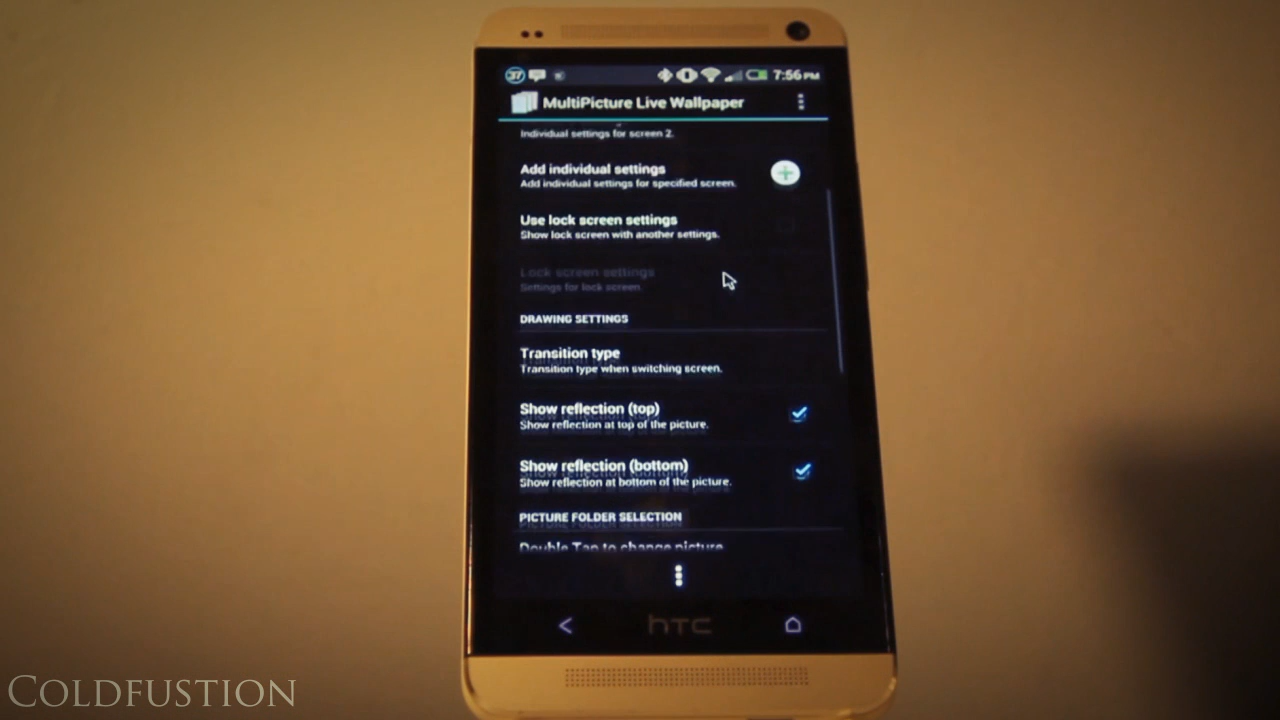 37
7:56 PM
MultiPicture Live Wallpaper
Individual settings for screen 2.
Add individual settings
Add individual settings for specified screen.
Use lock screen settings
Show lock screen with another settings.
Lock screen settings
Settings for lock screen.
DRAWING SETTINGS
Transition type
Transition type when switching screen.
Show reflection (top)
Show reflection at top of the picture.
Show reflection (bottom)
Show reflection at bottom of the picture.
PICTURE FOLDER SELECTION
Double Tap to change picture
hTC
COLDFUSTION